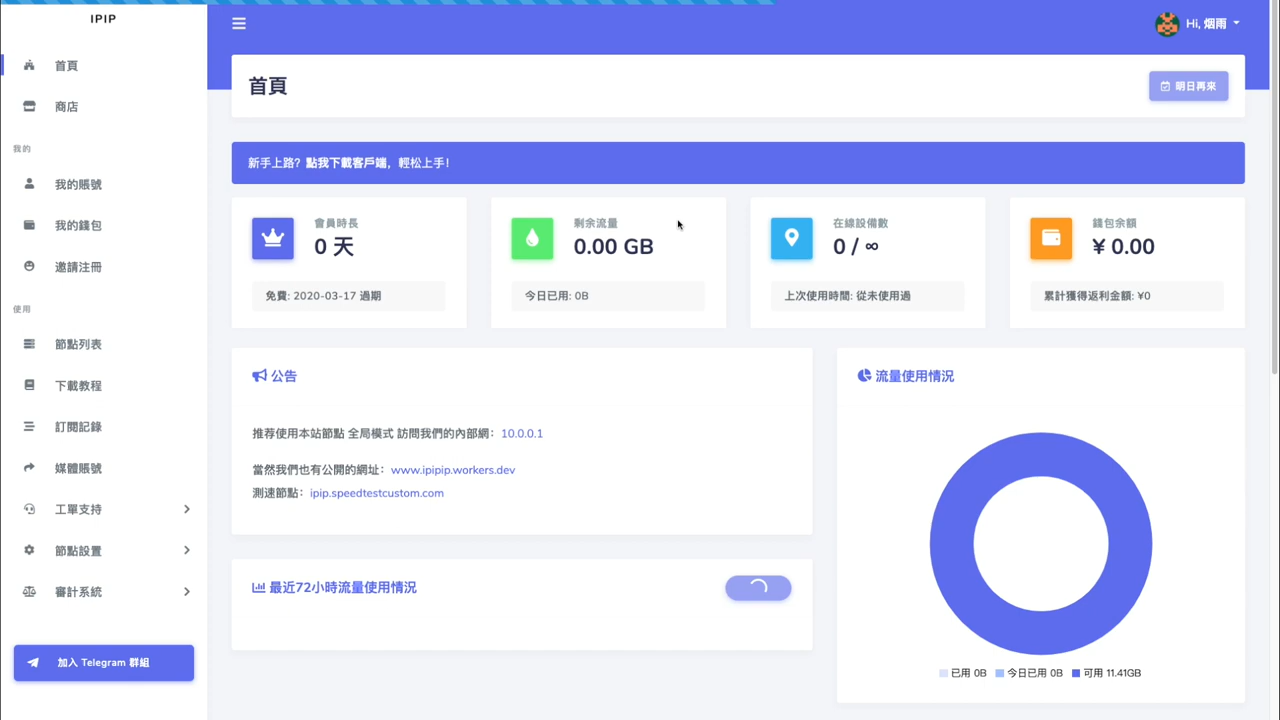 IPIP
Hi, 烟雨
首頁
商店
我的
我的賬號
我的錢包
邀請注冊
使用
節點列表
下載教程
訂閱記錄
媒體賬號
工單支持
節點設置
審計系統
加入 Telegram 群組
首頁
明日再來
新手上路？點我下載客戶端，輕松上手！
會員時長
0 天
免費: 2020-03-17 過期
剩余流量
0.00 GB
今日已用: 0B
在線設備數
0 / ∞
上次使用時間: 從未使用過
錢包余額
¥ 0.00
累計獲得返利金額: ¥0
公告
推荐使用本站節點 全局模式 訪問我們的內部網： 10.0.0.1
當然我們也有公開的網址： www.ipipip.workers.dev
測速節點： ipip.speedtestcustom.com
最近72小時流量使用情況
流量使用情況
已用 0B 今日已用 0B 可用 11.41GB